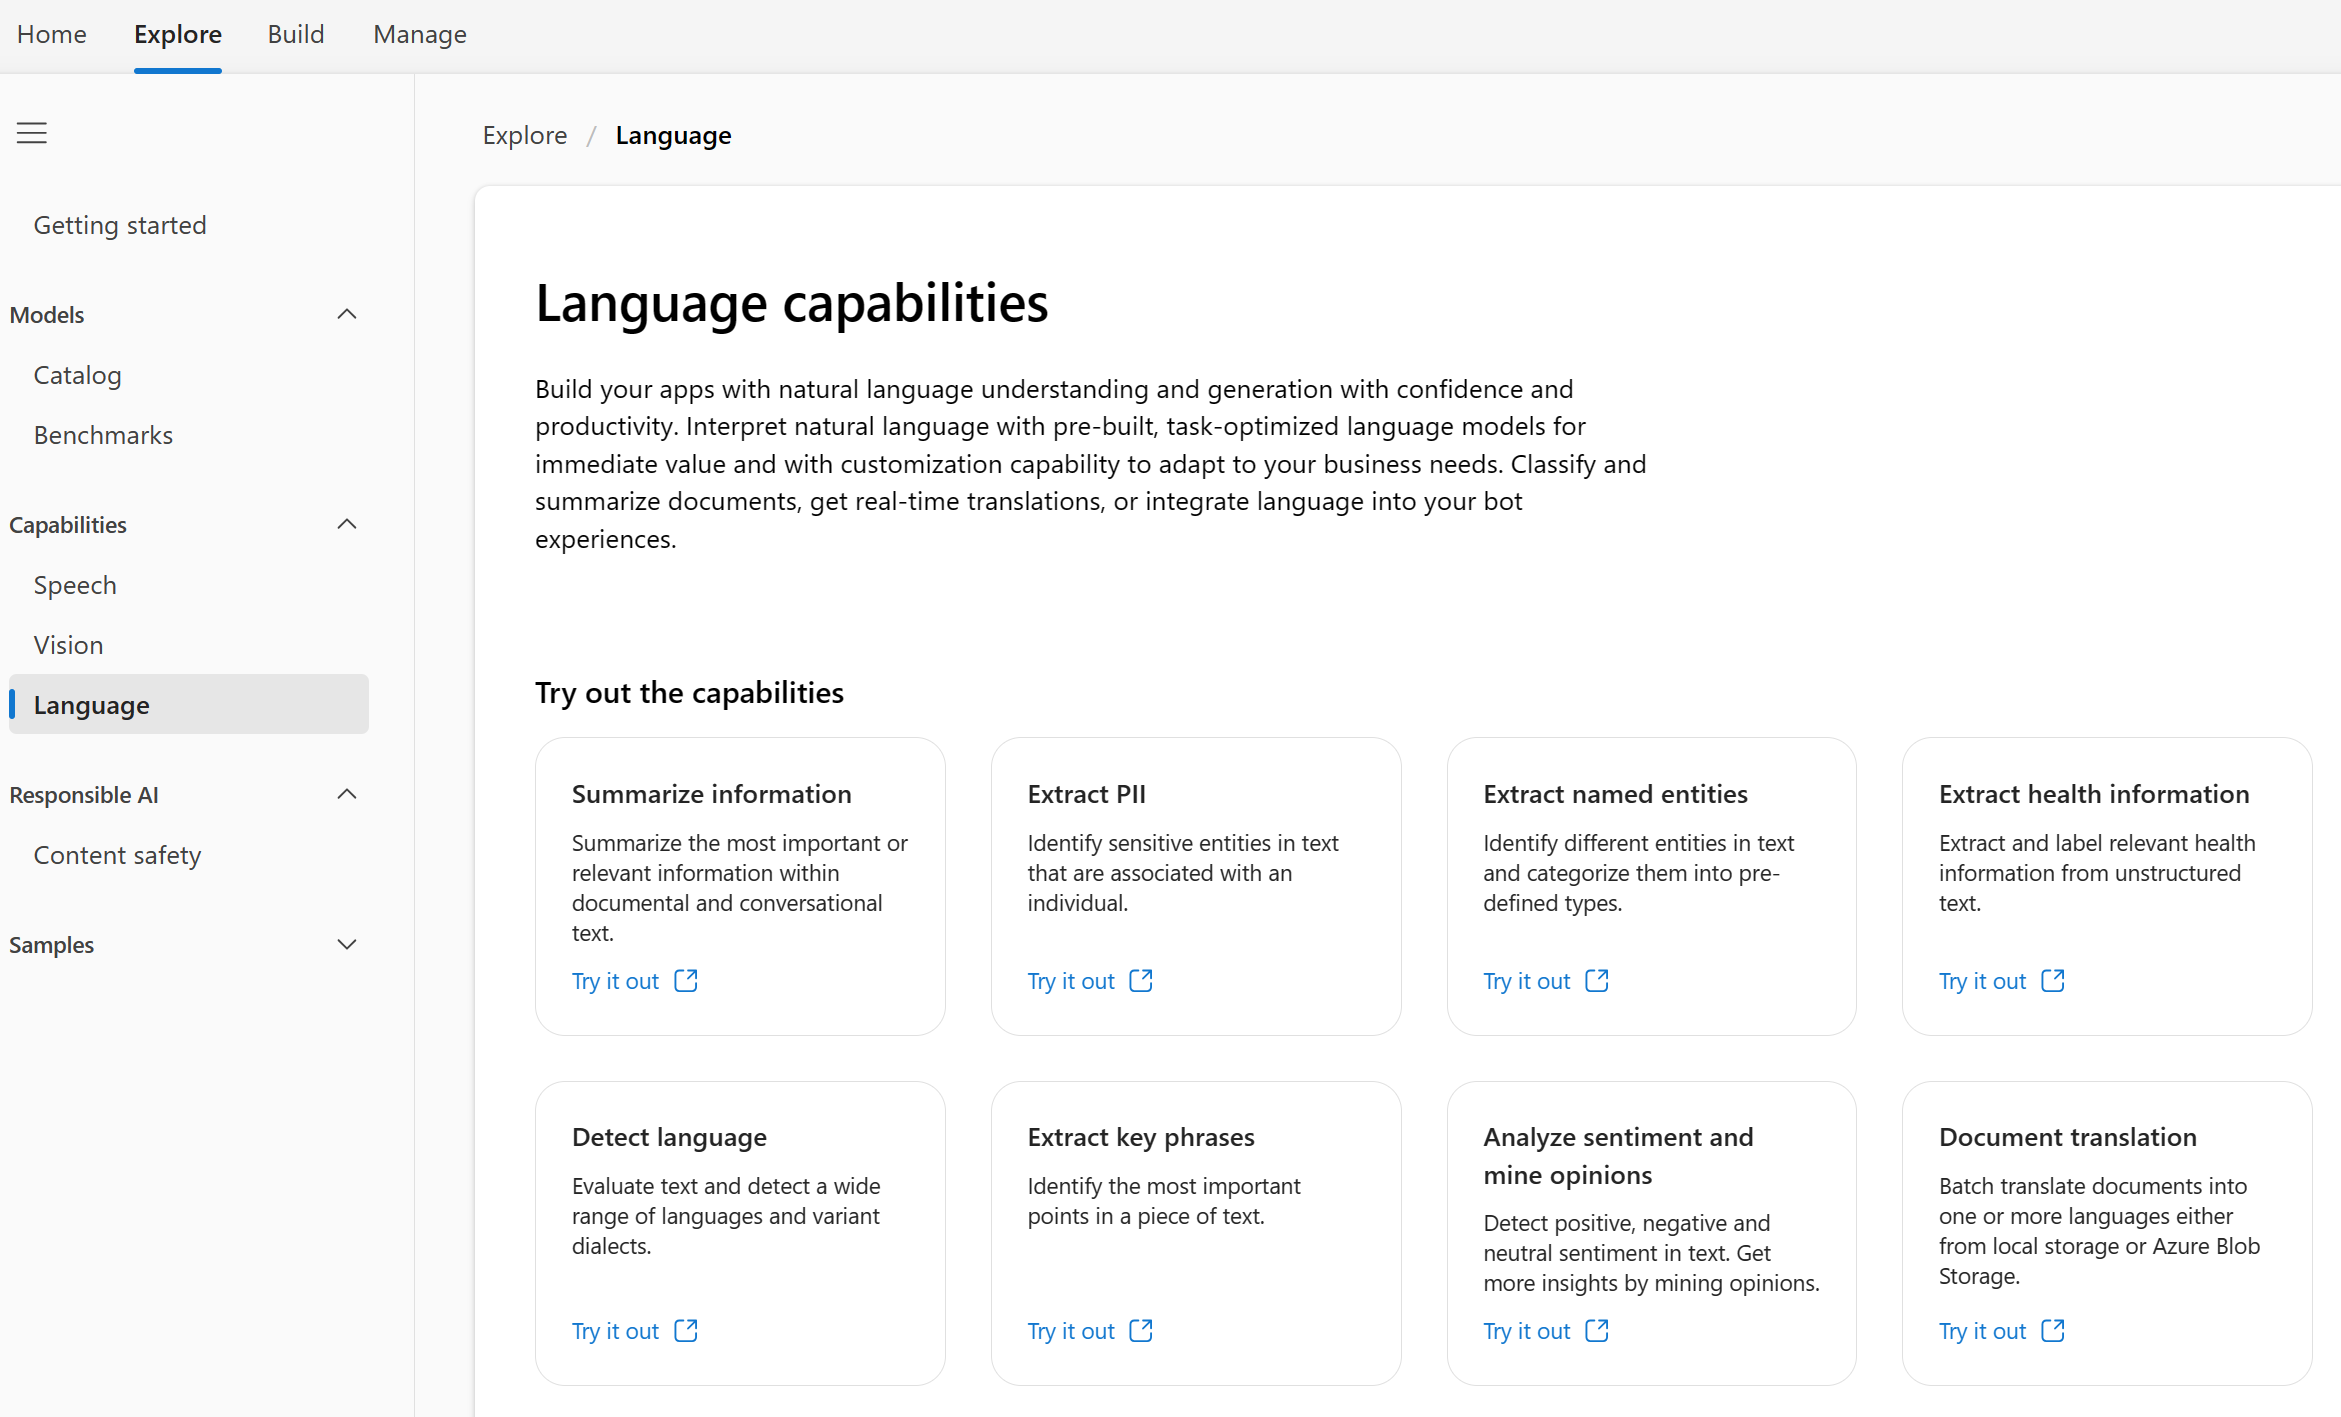 Home
Explore
Build
Manage
Getting started
Models
Catalog
Benchmarks
Capabilities
Speech
Vision
Language
Responsible AI
Content safety
Samples
Explore / Language
Language capabilities
Build your apps with natural language understanding and generation with confidence and
productivity. Interpret natural language with pre-built, task-optimized language models for
immediate value and with customization capability to adapt to your business needs. Classify and
summarize documents, get real-time translations, or integrate language into your bot
experiences.
Try out the capabilities
Summarize information
Summarize the most important or
relevant information within
documental and conversational
text.
Try it out
Extract PII
Identify sensitive entities in text
that are associated with an
individual.
Try it out
Extract named entities
Identify different entities in text
and categorize them into pre-
defined types.
Try it out
Extract health information
Extract and label relevant health
information from unstructured
text.
Try it out
Detect language
Evaluate text and detect a wide
range of languages and variant
dialects.
Try it out
Extract key phrases
Identify the most important
points in a piece of text.
Try it out
Analyze sentiment and
mine opinions
Detect positive, negative and
neutral sentiment in text. Get
more insights by mining opinions.
Try it out
Document translation
Batch translate documents into
one or more languages either
from local storage or Azure Blob
Storage.
Try it out